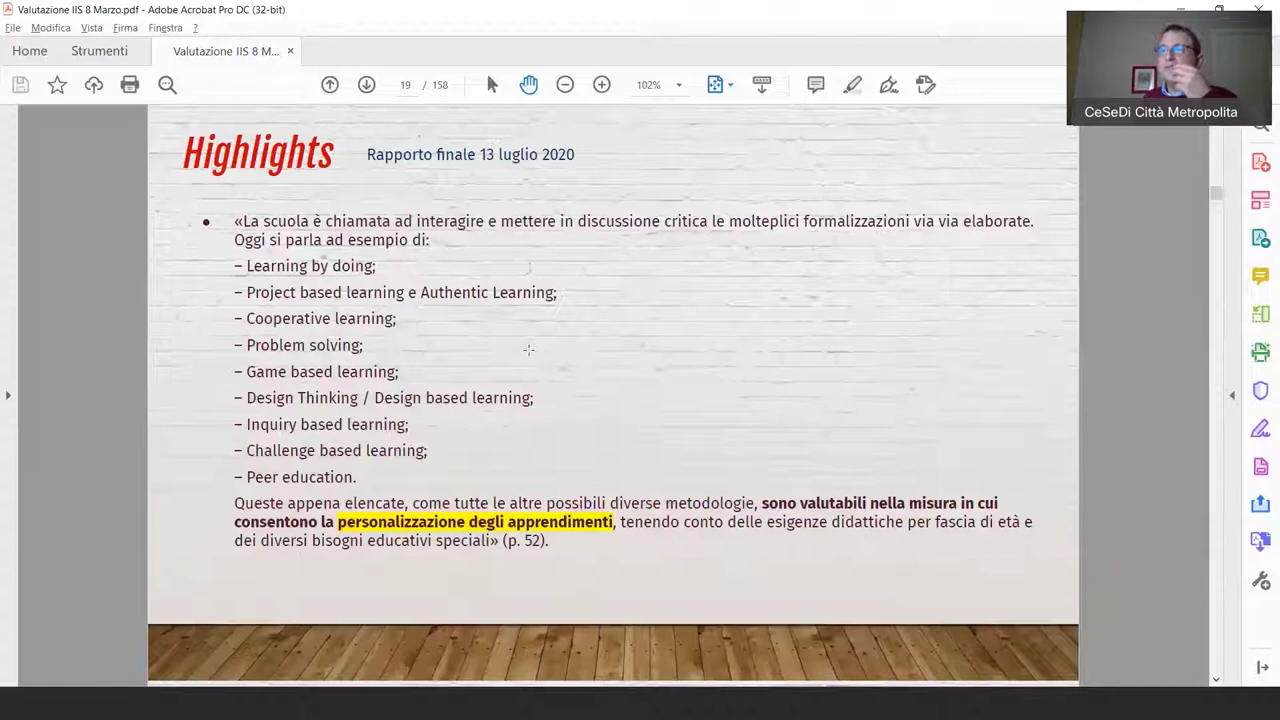 Valutazione IIS 8 Marzo.pdf - Adobe Acrobat Pro DC (32-bit)
File Modifica Vista Firma Finestra ?
Home Strumenti Valutazione IIS 8 M... ×
19 / 158 102%
CeSeDi Città Metropolita
Highlights Rapporto finale 13 luglio 2020
• «La scuola è chiamata ad interagire e mettere in discussione critica le molteplici formalizzazioni via via elaborate.
Oggi si parla ad esempio di:
– Learning by doing;
– Project based learning e Authentic Learning;
– Cooperative learning;
– Problem solving;
– Game based learning;
– Design Thinking / Design based learning;
– Inquiry based learning;
– Challenge based learning;
– Peer education.
Queste appena elencate, come tutte le altre possibili diverse metodologie, sono valutabili nella misura in cui
consentono la personalizzazione degli apprendimenti, tenendo conto delle esigenze didattiche per fascia di età e
dei diversi bisogni educativi speciali» (p. 52).